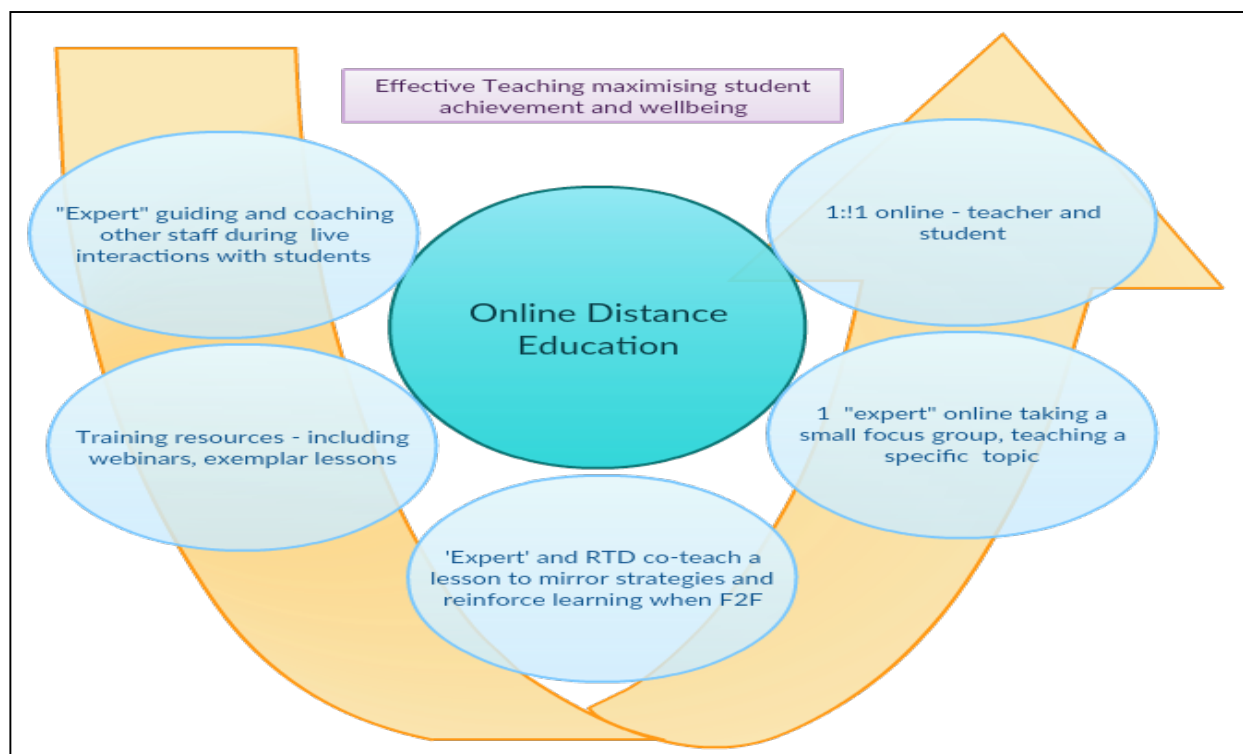 Effective Teaching maximising student
achievement and wellbeing
"Expert" guiding and coaching
other staff during live
interactions with students
Training resources - including
webinars, exemplar lessons
Online Distance
Education
'Expert' and RTD co-teach a
lesson to mirror strategies and
reinforce learning when F2F
1 "expert" online taking a
small focus group, teaching a
specific topic
1:!1 online - teacher and
student